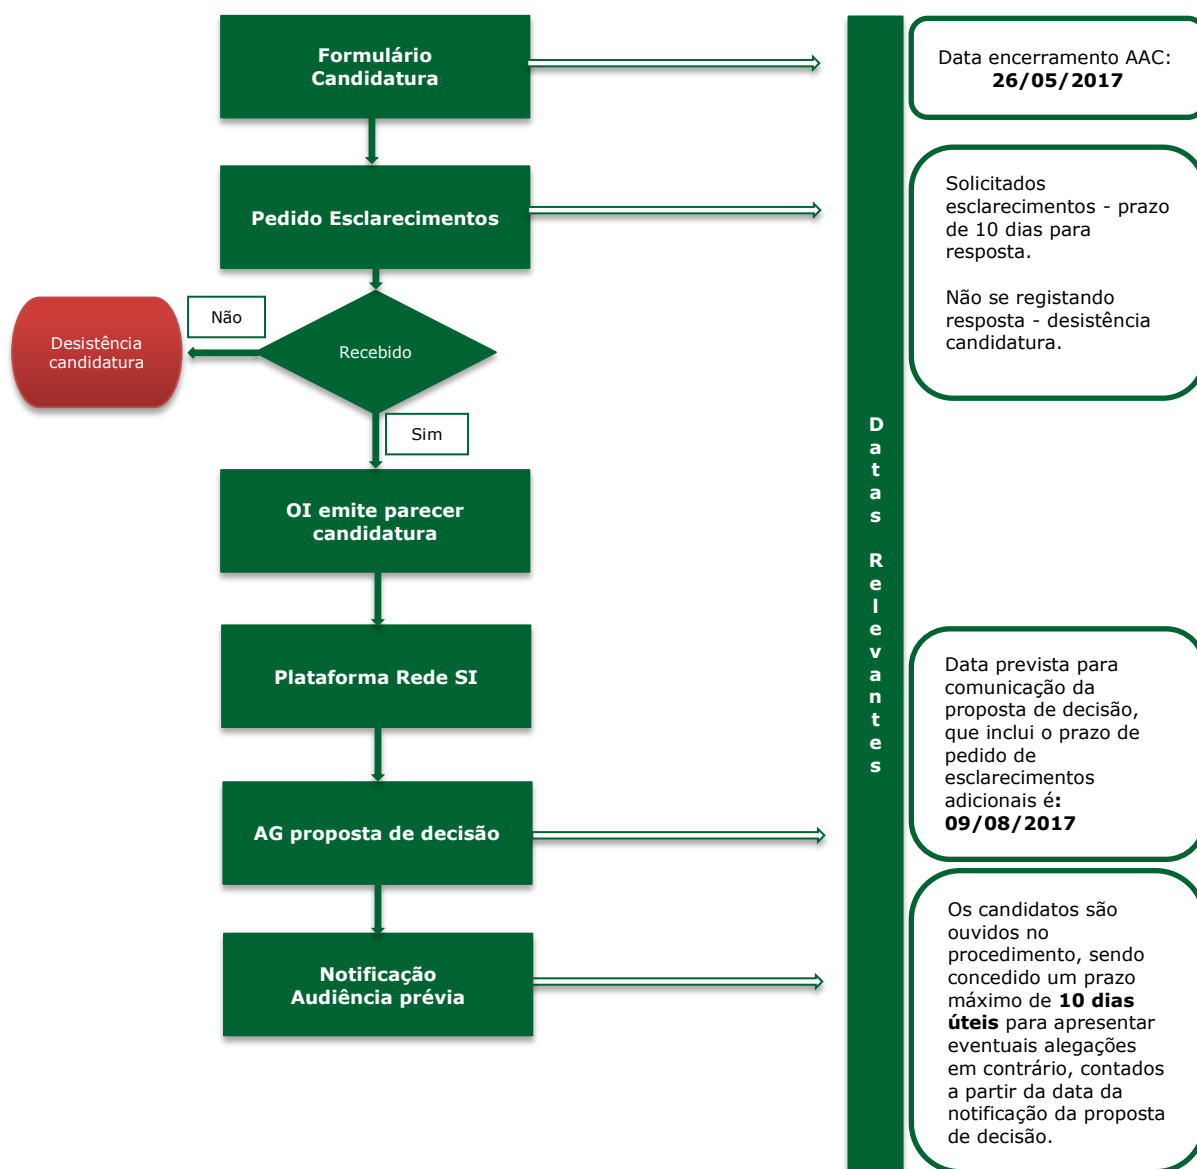 Formulário
Candidatura
Data encerramento AAC:
26/05/2017
Pedido Esclarecimentos
Solicitados
esclarecimentos - prazo
de 10 dias para
resposta.
Não se registando
resposta - desistência
candidatura.
Não
Desistência
candidatura
Recebido
Sim
OI emite parecer
candidatura
Plataforma Rede SI
AG proposta de decisão
Notificação
Audiência prévia
Datas Relevantes
Data prevista para
comunicação da
proposta de decisão,
que inclui o prazo de
pedido de
esclarecimentos
adicionais é:
09/08/2017
Os candidatos são
ouvidos no
procedimento, sendo
concedido um prazo
máximo de 10 dias
úteis para apresentar
eventuais alegações
em contrário, contados
a partir da data da
notificação da proposta
de decisão.